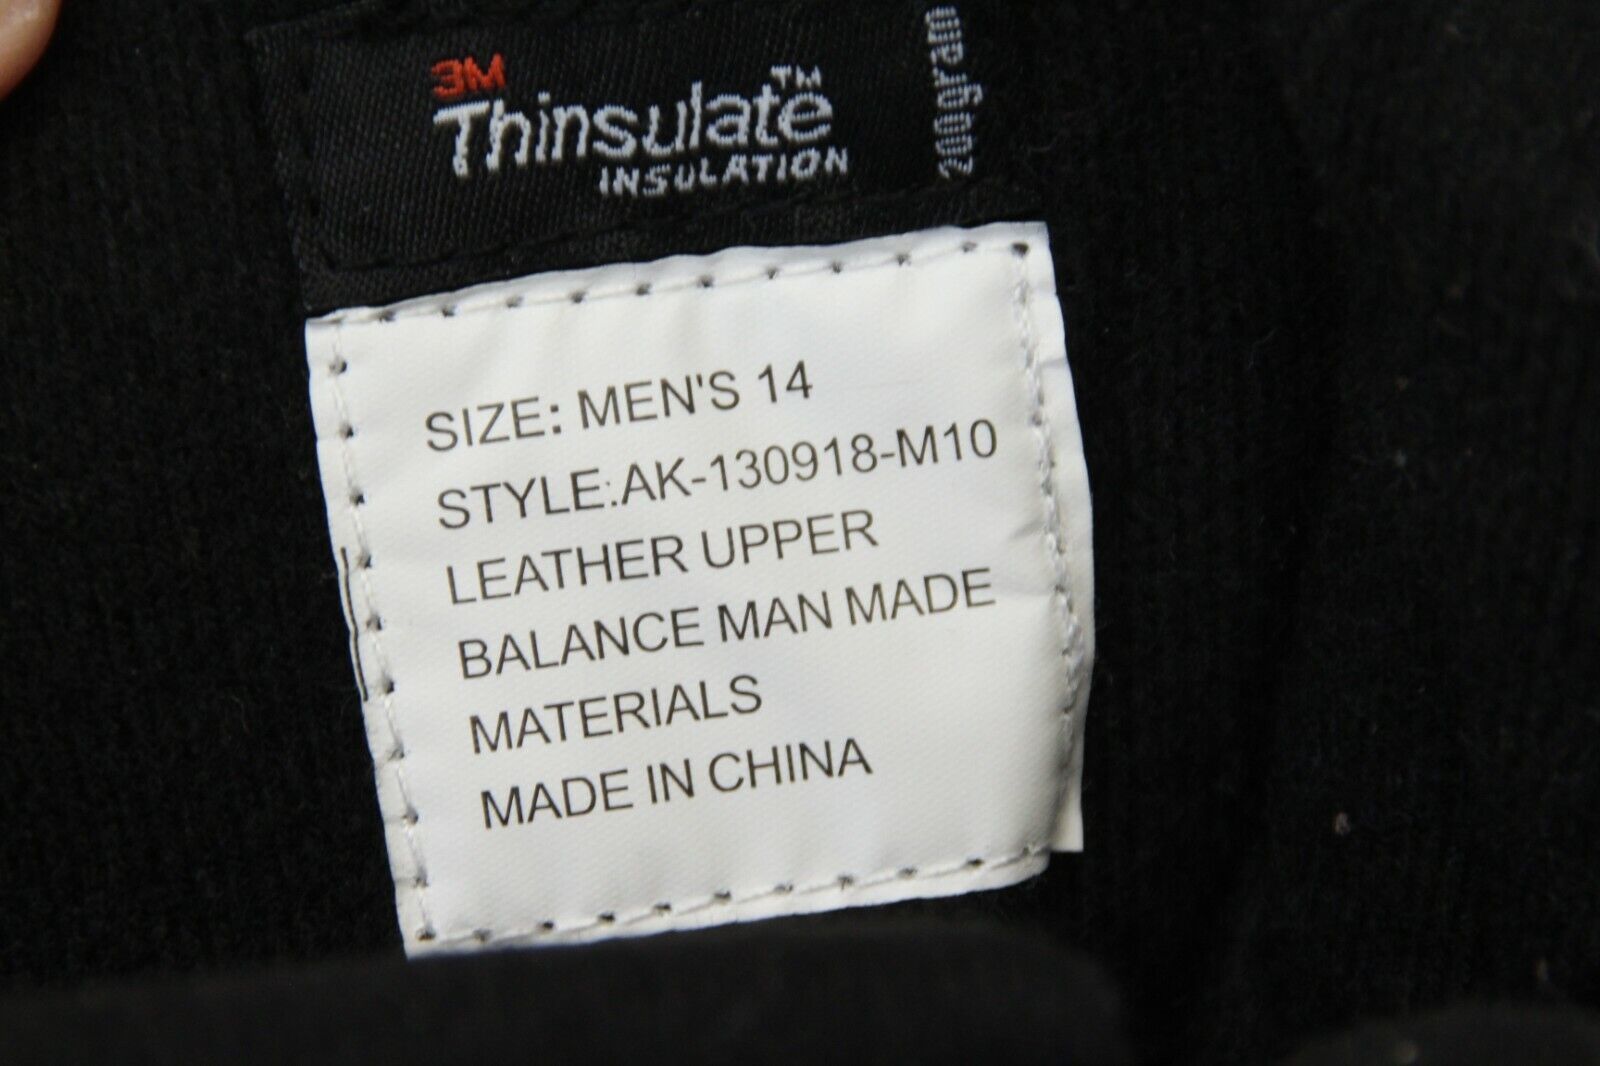 3M
Thinsulate™
INSULATION
200gram
SIZE: MEN'S 14
STYLE:AK-130918-M10
LEATHER UPPER
BALANCE MAN MADE
MATERIALS
MADE IN CHINA